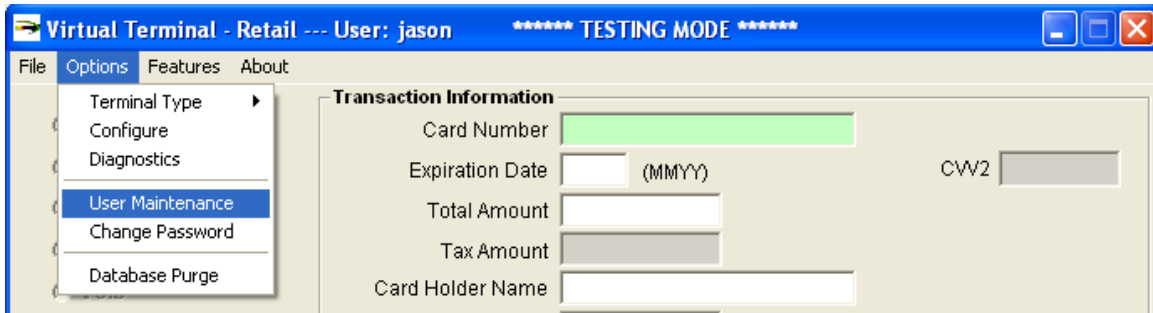 Virtual Terminal - Retail --- User: jason ****** TESTING MODE ******
File Options Features About
Terminal Type
Configure
Diagnostics
User Maintenance
Change Password
Database Purge
Transaction Information
Card Number
Expiration Date (MMYY) CVV2
Total Amount
Tax Amount
Card Holder Name